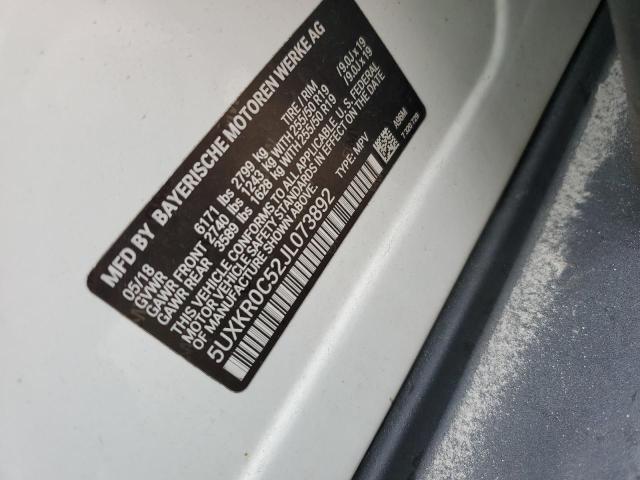 MFD BY BAYERISCHE MOTOREN WERKE AG
05/18
GVWR 6171 lbs 2799 kg TIRE / RIM
GAWR FRONT 2740 lbs 1243 kg WITH 255/50 R19 /9.0J x 19
GAWR REAR 3589 lbs 1628 kg WITH 255/50 R19 /9.0J x 19
THIS VEHICLE CONFORMS TO ALL APPLICABLE U. S. FEDERAL
MOTOR VEHICLE SAFETY STANDARDS IN EFFECT ON THE DATE
OF MANUFACTURE SHOWN ABOVE.
5UXKR0C52JL073892 TYPE: MPV
A96M